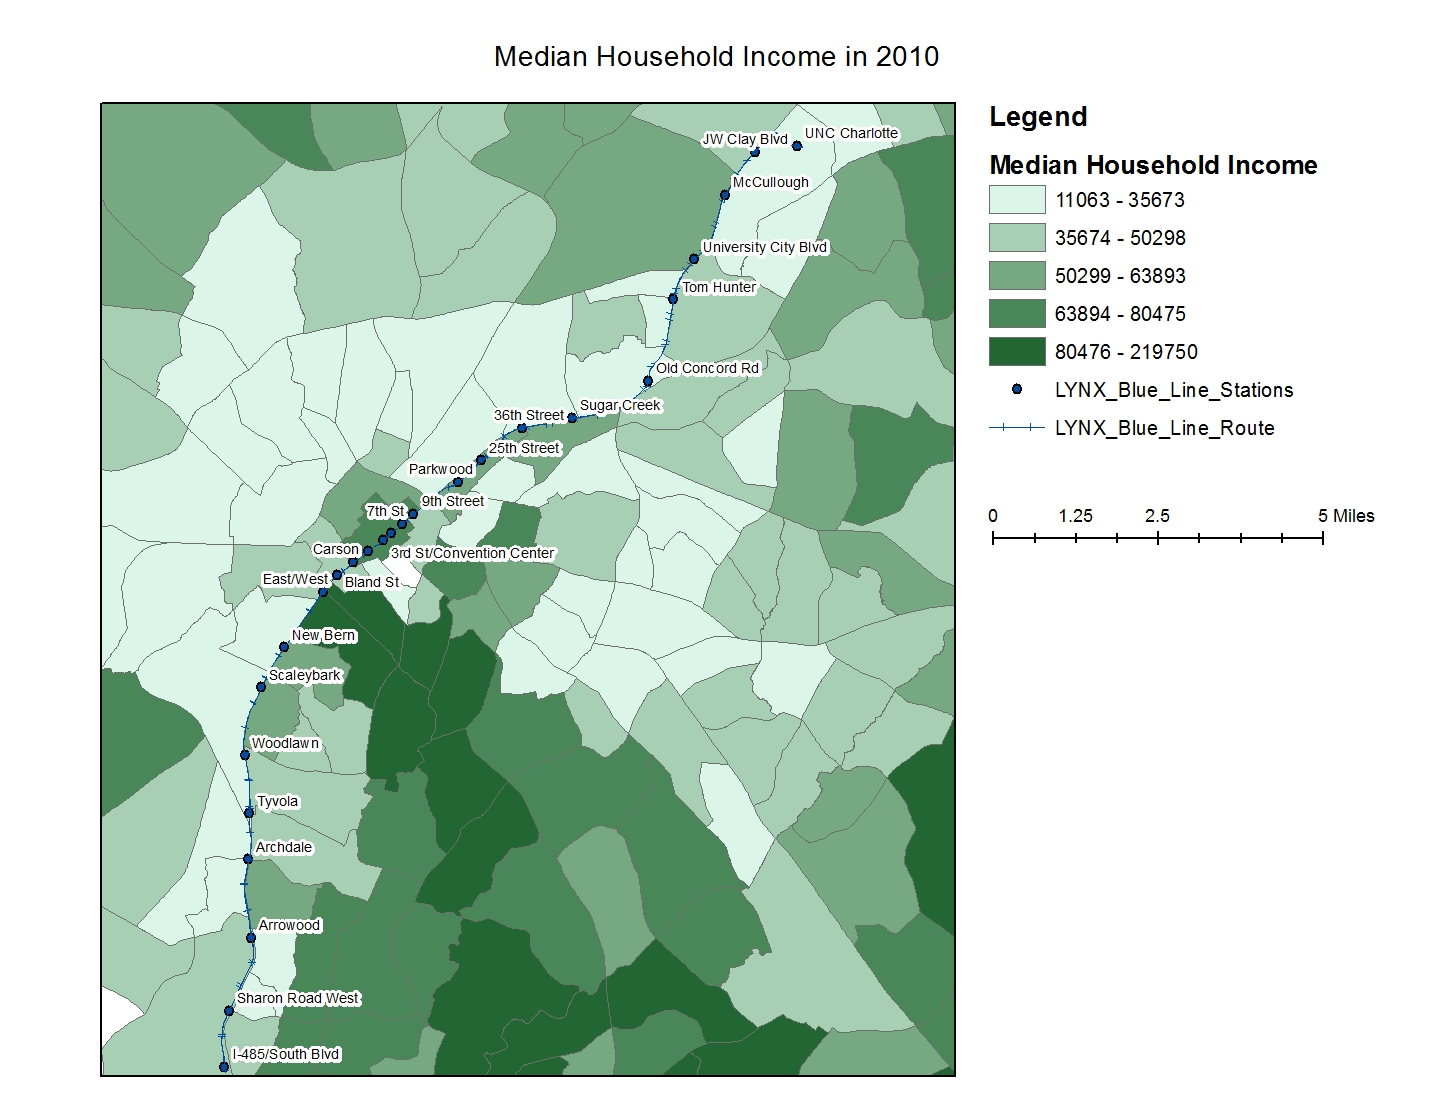 Median Household Income in 2010
JW Clay Blvd
UNC Charlotte
McCullough
University City Blvd
Tom Hunter
Old Concord Rd
Sugar Creek
36th Street
25th Street
Parkwood
9th Street
7th St
Carson
3rd St/Convention Center
East/West
Bland St
New Bern
Scaleybark
Woodlawn
Tyvola
Archdale
Arrowood
Sharon Road West
I-485/South Blvd
Legend
Median Household Income
11063 - 35673
35674 - 50298
50299 - 63893
63894 - 80475
80476 - 219750
LYNX_Blue_Line_Stations
LYNX_Blue_Line_Route
0 1.25 2.5 5 Miles